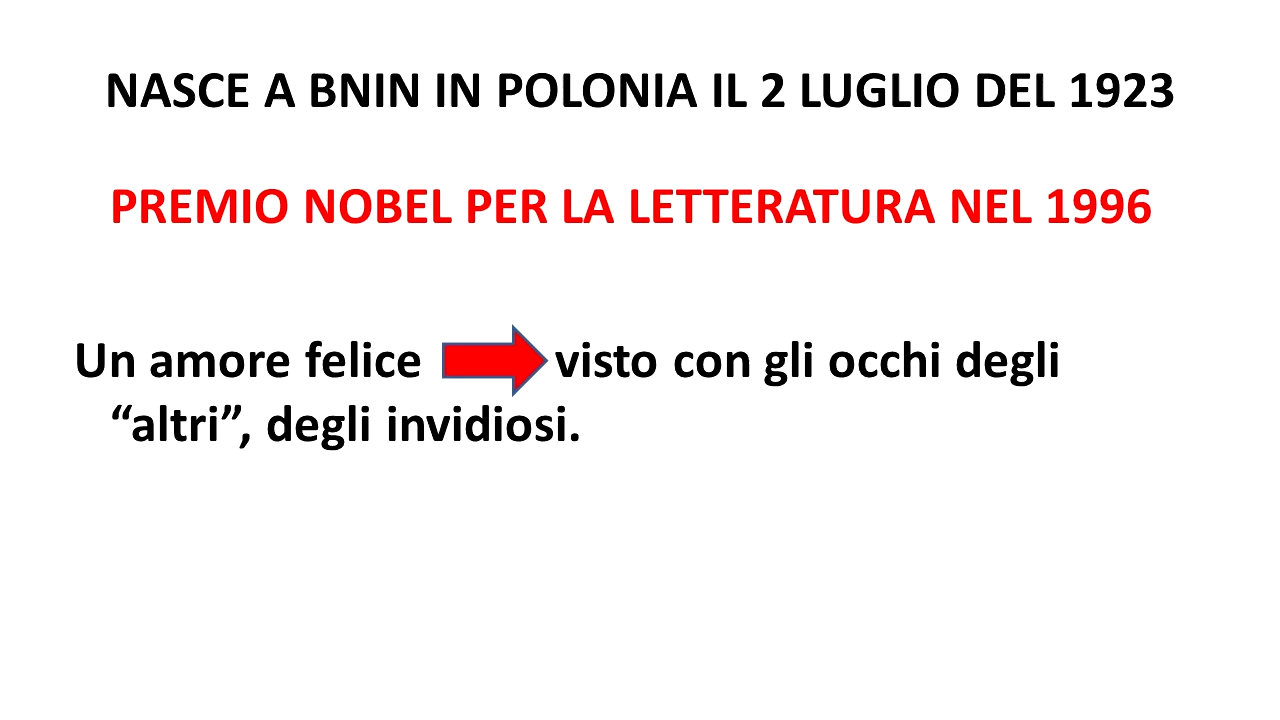 NASCE A BNIN IN POLONIA IL 2 LUGLIO DEL 1923
PREMIO NOBEL PER LA LETTERATURA NEL 1996
Un amore felice visto con gli occhi degli
“altri”, degli invidiosi.